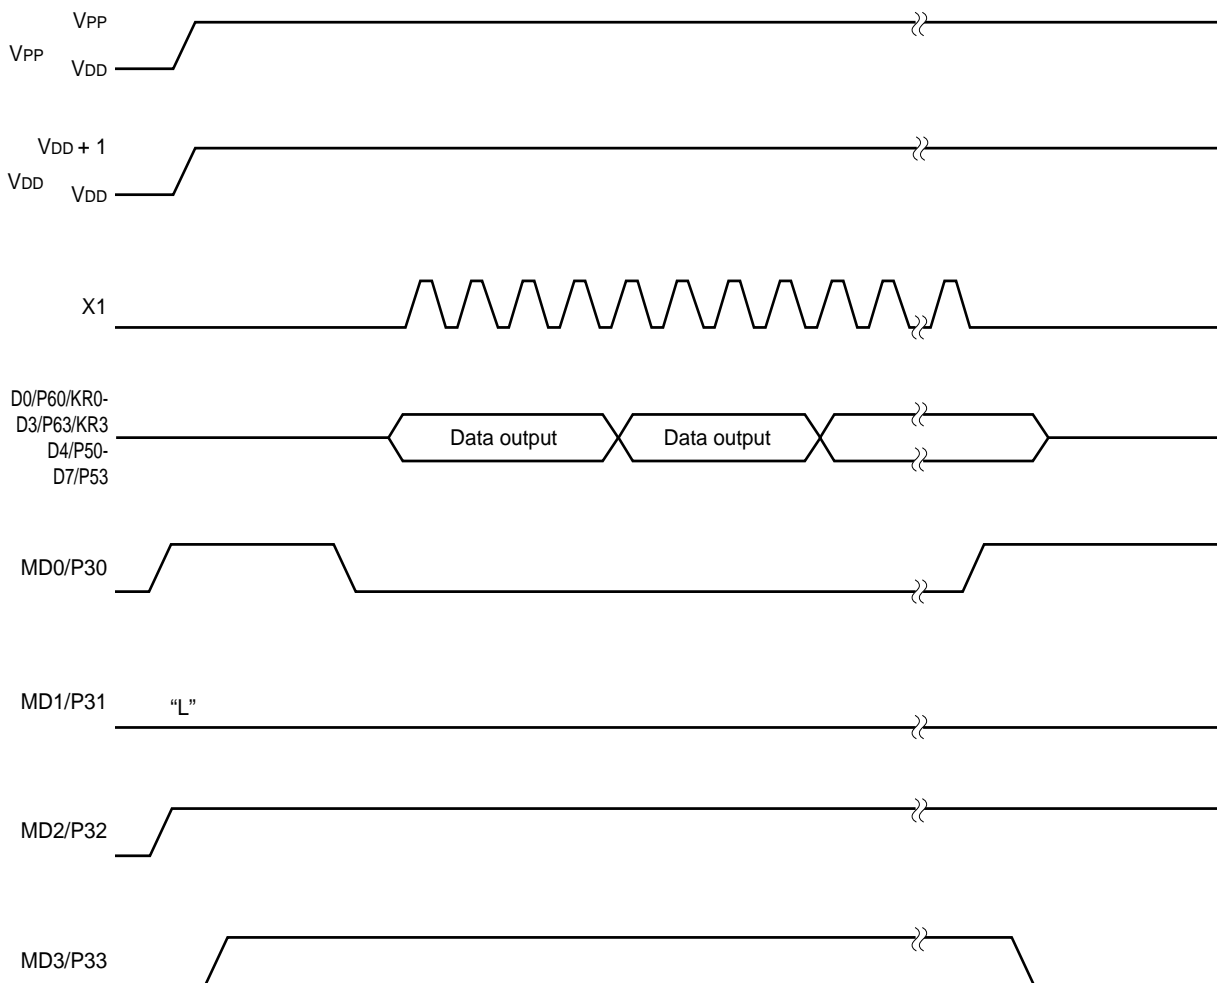 VPP
VPP
VDD
VDD + 1
VDD
VDD
X1
D0/P60/KR0-
D3/P63/KR3
D4/P50-
D7/P53
Data output
Data output
MD0/P30
MD1/P31
“L”
MD2/P32
MD3/P33